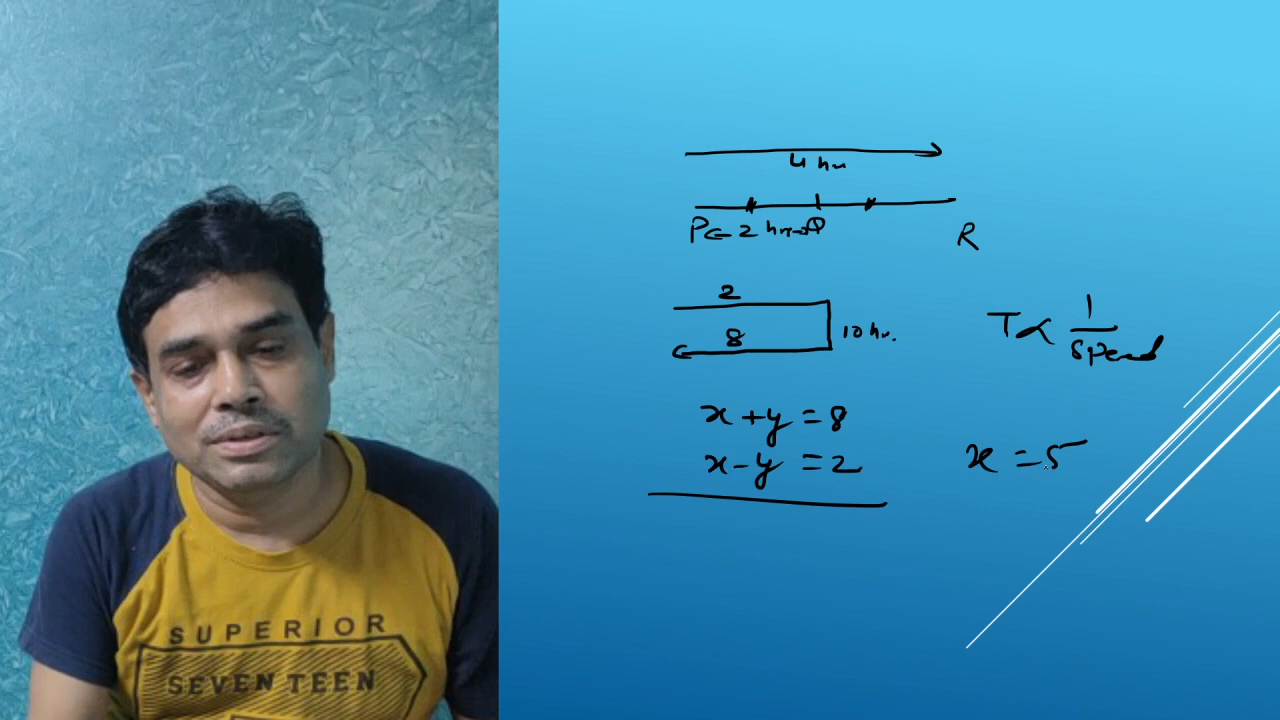 4 hr
P ← 2 hr → Q
R
2
8
10 hr.
T ∝ 1/speed
x + y = 8
x - y = 2
x = 5
SUPERIOR
SEVEN TEEN